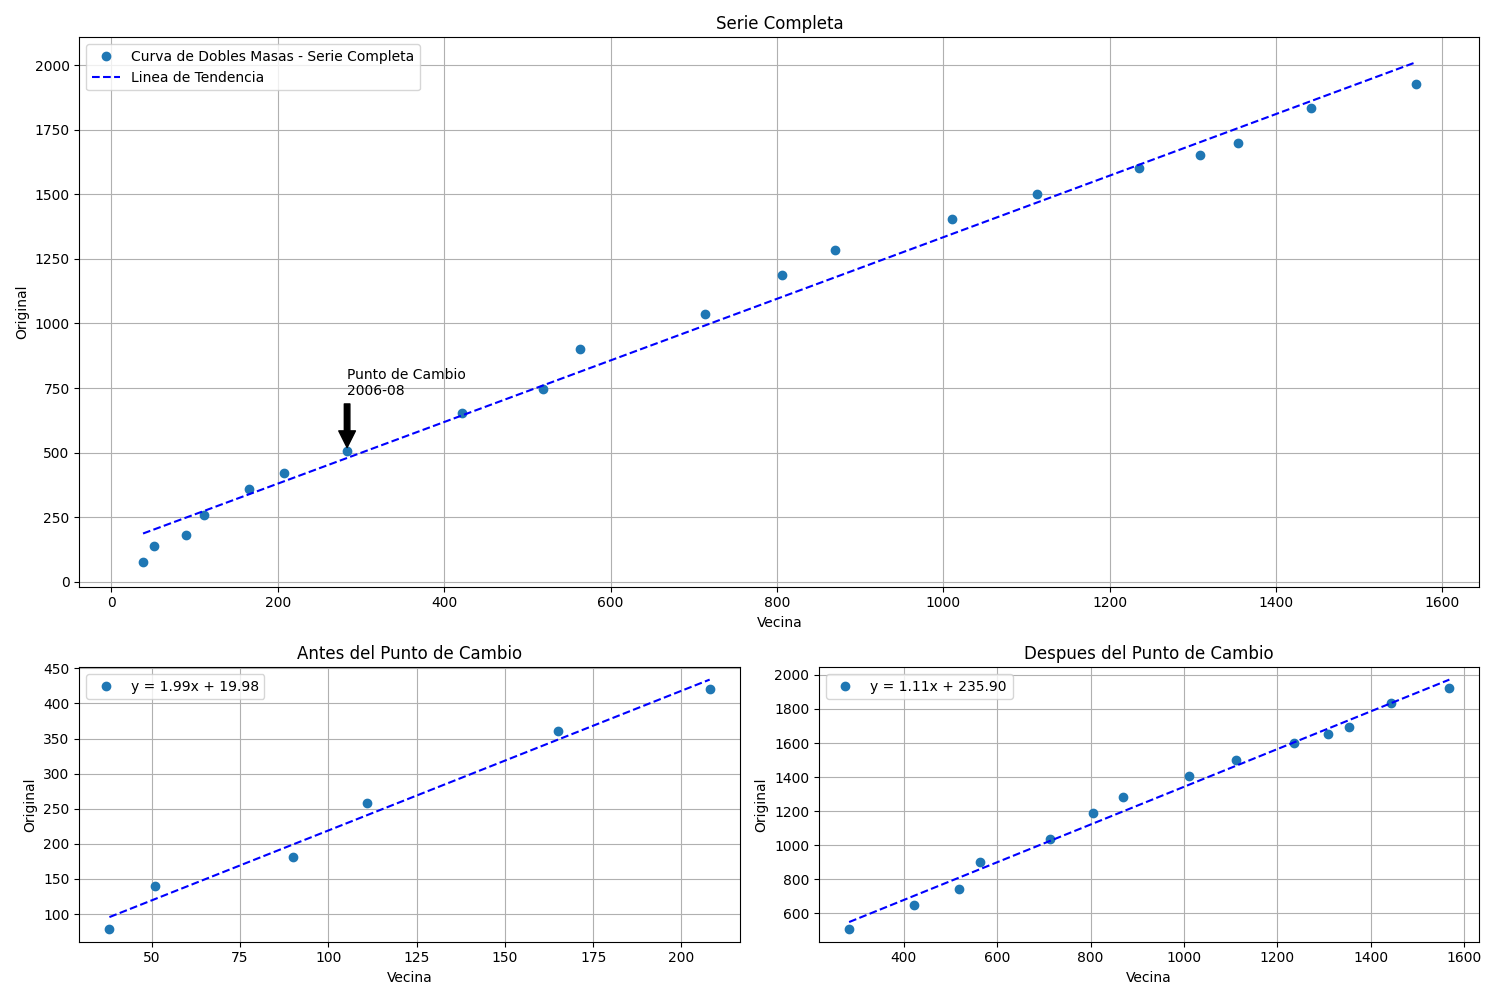 Serie Completa
Curva de Dobles Masas - Serie Completa
Linea de Tendencia
2000
1750
1500
1250
1000
750
500
250
0
Original
Punto de Cambio
2006-08
0 200 400 600 800 1000 1200 1400 1600
Vecina
Antes del Punto de Cambio
y = 1.99x + 19.98
450
400
350
300
250
200
150
100
Original
50 75 100 125 150 175 200
Vecina
Despues del Punto de Cambio
y = 1.11x + 235.90
2000
1800
1600
1400
1200
1000
800
600
Original
400 600 800 1000 1200 1400 1600
Vecina